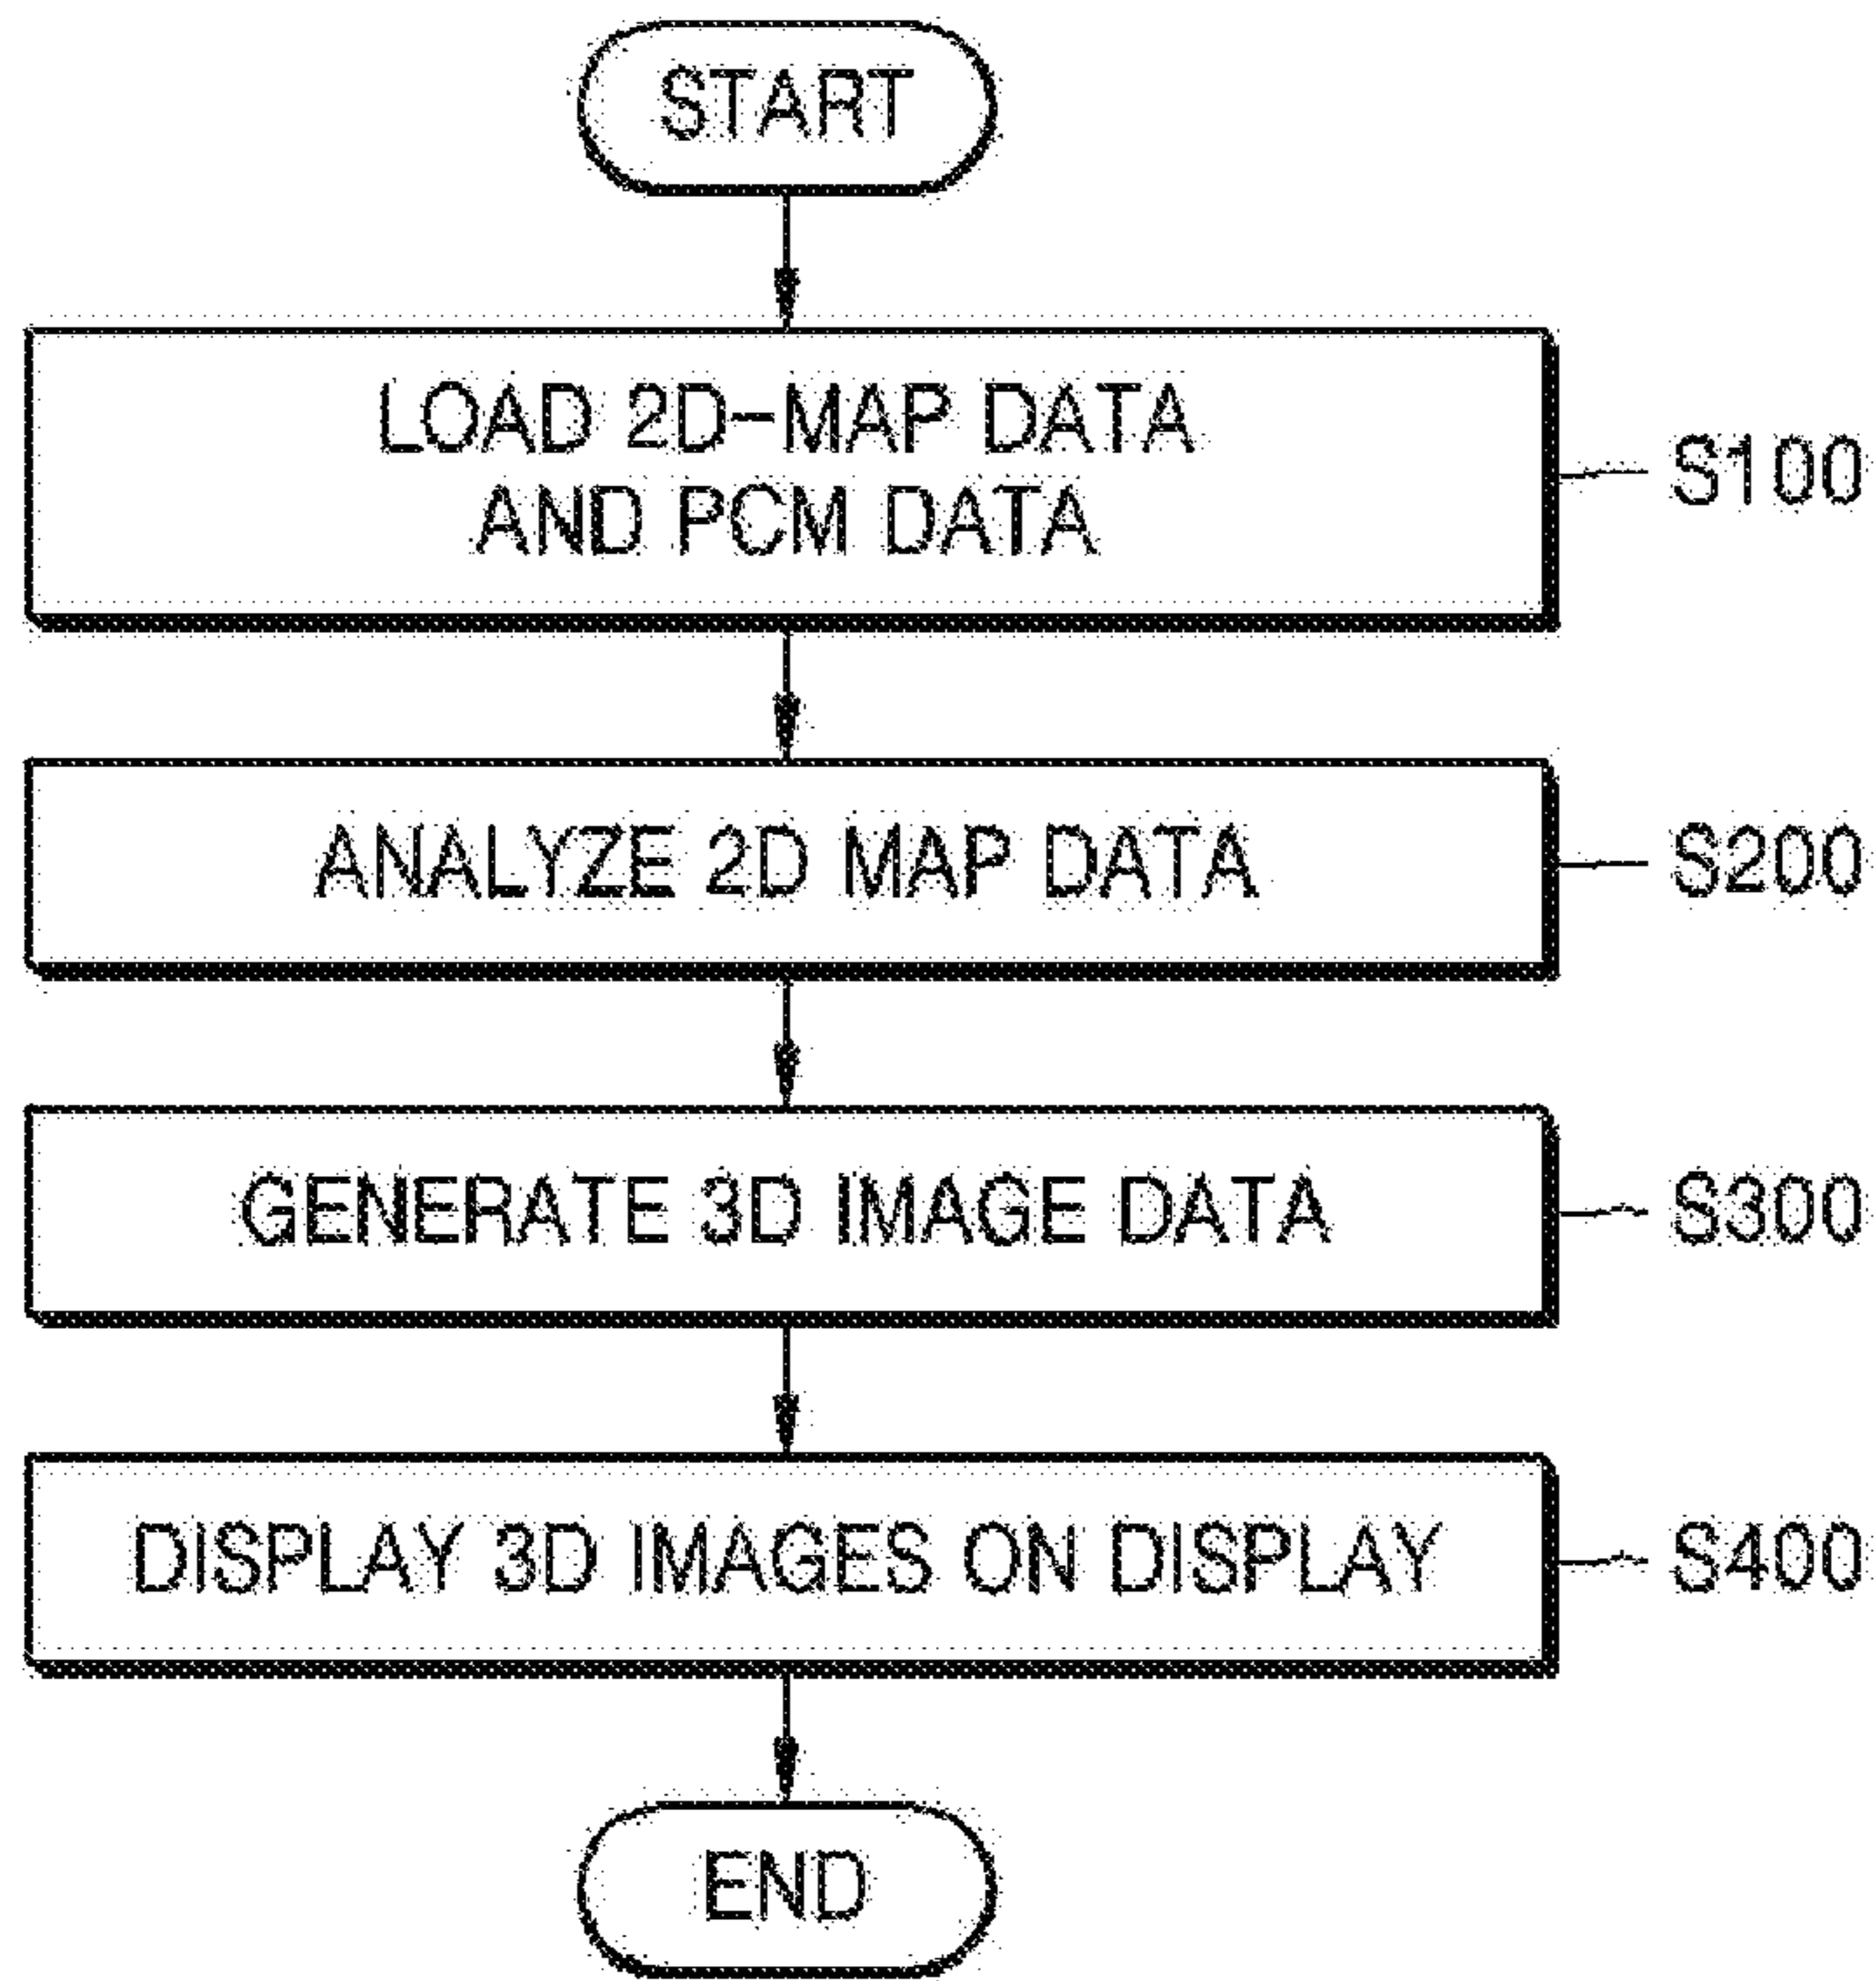 START
LOAD 2D-MAP DATA
AND PCM DATA
S100
ANALYZE 2D MAP DATA
S200
GENERATE 3D IMAGE DATA
S300
DISPLAY 3D IMAGES ON DISPLAY
S400
END